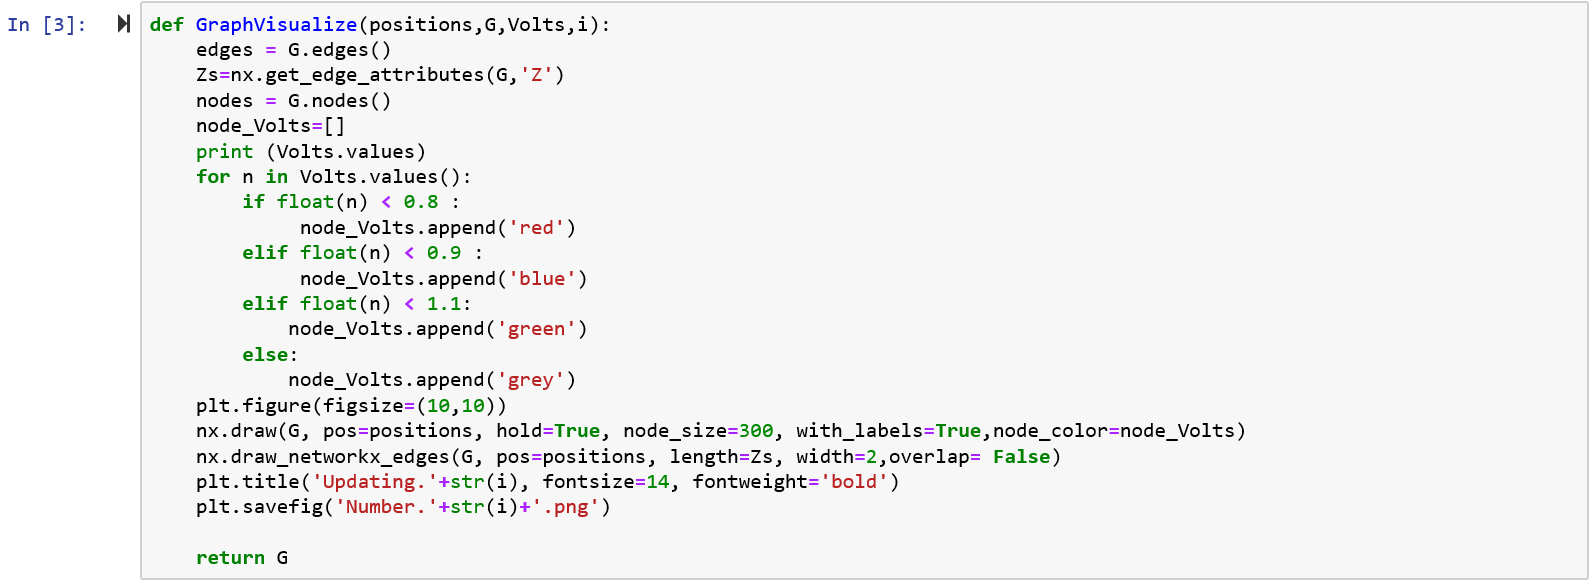 In [3]:
def GraphVisualize(positions,G,Volts,i):
    edges = G.edges()
    Zs=nx.get_edge_attributes(G,'Z')
    nodes = G.nodes()
    node_Volts=[]
    print (Volts.values)
    for n in Volts.values():
        if float(n) < 0.8 :
             node_Volts.append('red')
        elif float(n) < 0.9 :
             node_Volts.append('blue')
        elif float(n) < 1.1:
            node_Volts.append('green')
        else:
            node_Volts.append('grey')
    plt.figure(figsize=(10,10))
    nx.draw(G, pos=positions, hold=True, node_size=300, with_labels=True,node_color=node_Volts)
    nx.draw_networkx_edges(G, pos=positions, length=Zs, width=2,overlap= False)
    plt.title('Updating.'+str(i), fontsize=14, fontweight='bold')
    plt.savefig('Number.'+str(i)+'.png')
    return G